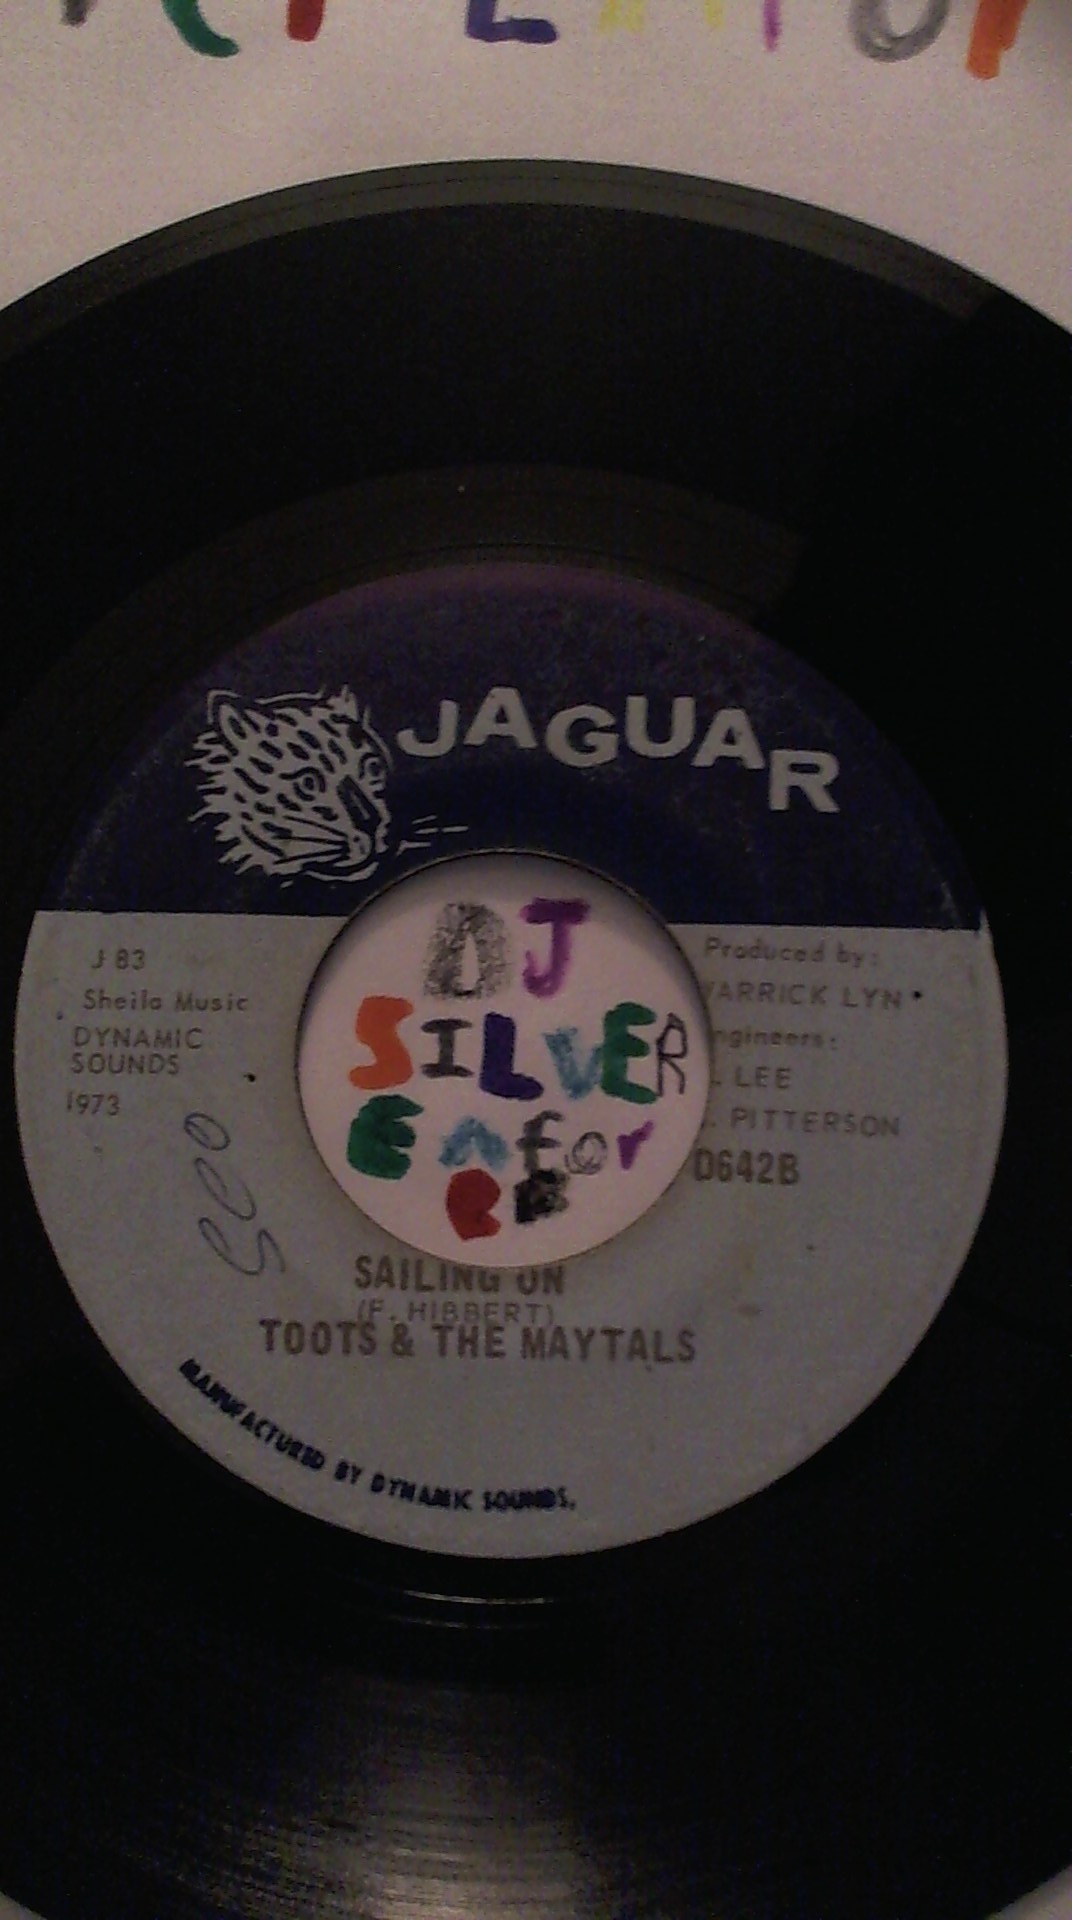 JAGUAR
J 83
Sheila Music
DYNAMIC
SOUNDS
1973
Produced by:
WARRICK LYN
ngineers:
. LEE
. PITTERSON
D642B
DJ
SILVER
SAILING ON
(F. HIBBERT)
TOOTS & THE MAYTALS
MANUFACTURED BY DYNAMIC SOUNDS.